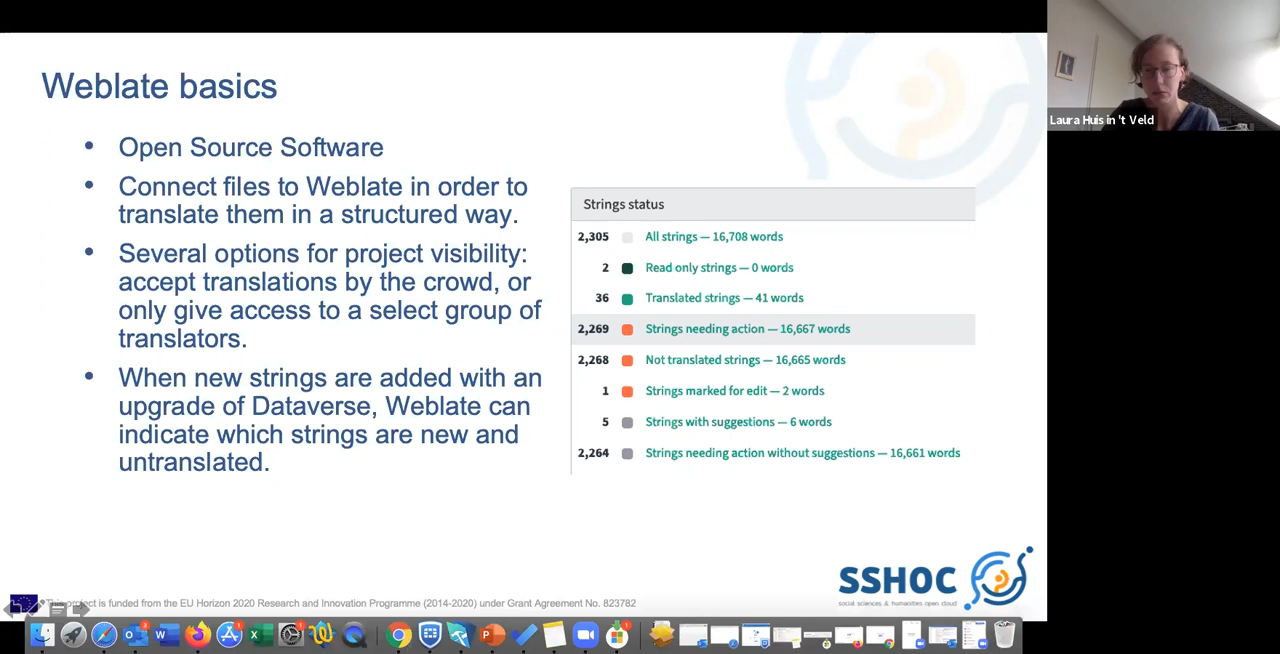 Weblate basics
• Open Source Software
• Connect files to Weblate in order to
translate them in a structured way.
• Several options for project visibility:
accept translations by the crowd, or
only give access to a select group of
translators.
• When new strings are added with an
upgrade of Dataverse, Weblate can
indicate which strings are new and
untranslated.
Strings status
2,305 All strings — 16,708 words
2 Read only strings — 0 words
36 Translated strings — 41 words
2,269 Strings needing action — 16,667 words
2,268 Not translated strings — 16,665 words
1 Strings marked for edit — 2 words
5 Strings with suggestions — 6 words
2,264 Strings needing action without suggestions — 16,661 words
Laura Huis in 't Veld
SSHOC
social sciences & humanities open cloud
This project is funded from the EU Horizon 2020 Research and Innovation Programme (2014-2020) under Grant Agreement No. 823782